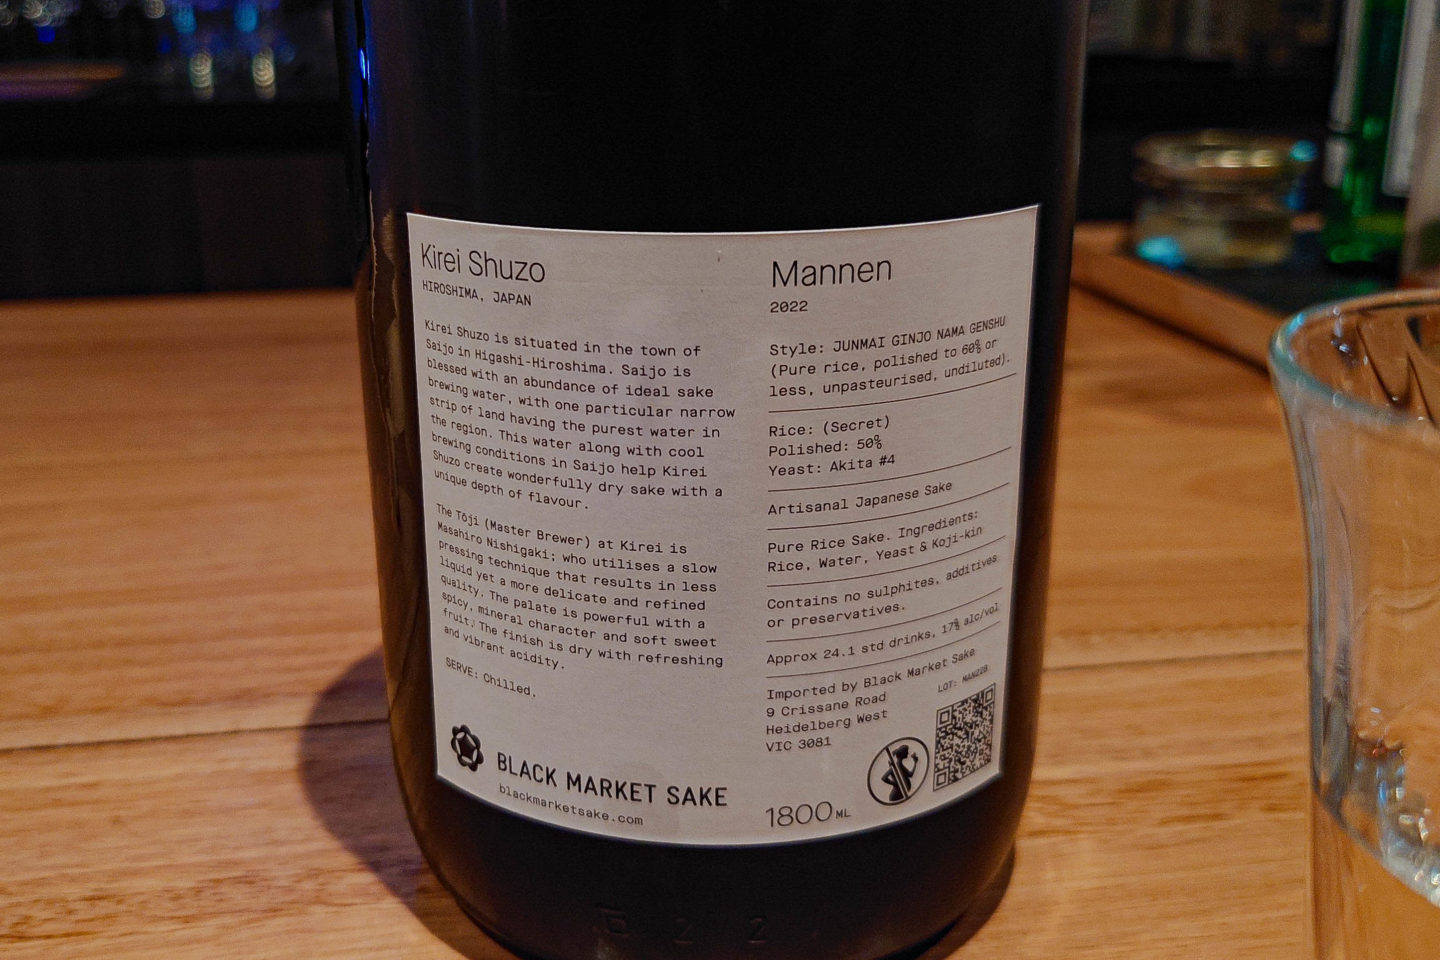 Kirei Shuzo
HIROSHIMA, JAPAN
Kirei Shuzo is situated in the town of
Saijo in Higashi-Hiroshima. Saijo is
blessed with an abundance of ideal sake
brewing water, with one particular narrow
strip of land having the purest water in
the region. This water along with cool
brewing conditions in Saijo help Kirei
Shuzo create wonderfully dry sake with a
unique depth of flavour.
The Tōji (Master Brewer) at Kirei is
Masahiro Nishigaki; who utilises a slow
pressing technique that results in less
liquid yet a more delicate and refined
quality. The palate is powerful with a
spicy, mineral character and soft sweet
fruit. The finish is dry with refreshing
and vibrant acidity.
SERVE: Chilled.
BLACK MARKET SAKE
blackmarketsake.com
Mannen
2022
Style: JUNMAI GINJO NAMA GENSHU
(Pure rice, polished to 60% or
less, unpasteurised, undiluted).
Rice: (Secret)
Polished: 50%
Yeast: Akita #4
Artisanal Japanese Sake
Pure Rice Sake. Ingredients:
Rice, Water, Yeast & Koji-kin
Contains no sulphites, additives
or preservatives.
Approx 24.1 std drinks, 17% alc/vol
Imported by Black Market Sake
9 Crissane Road
Heidelberg West
VIC 3081
LOT: MAN22B
1800 ML